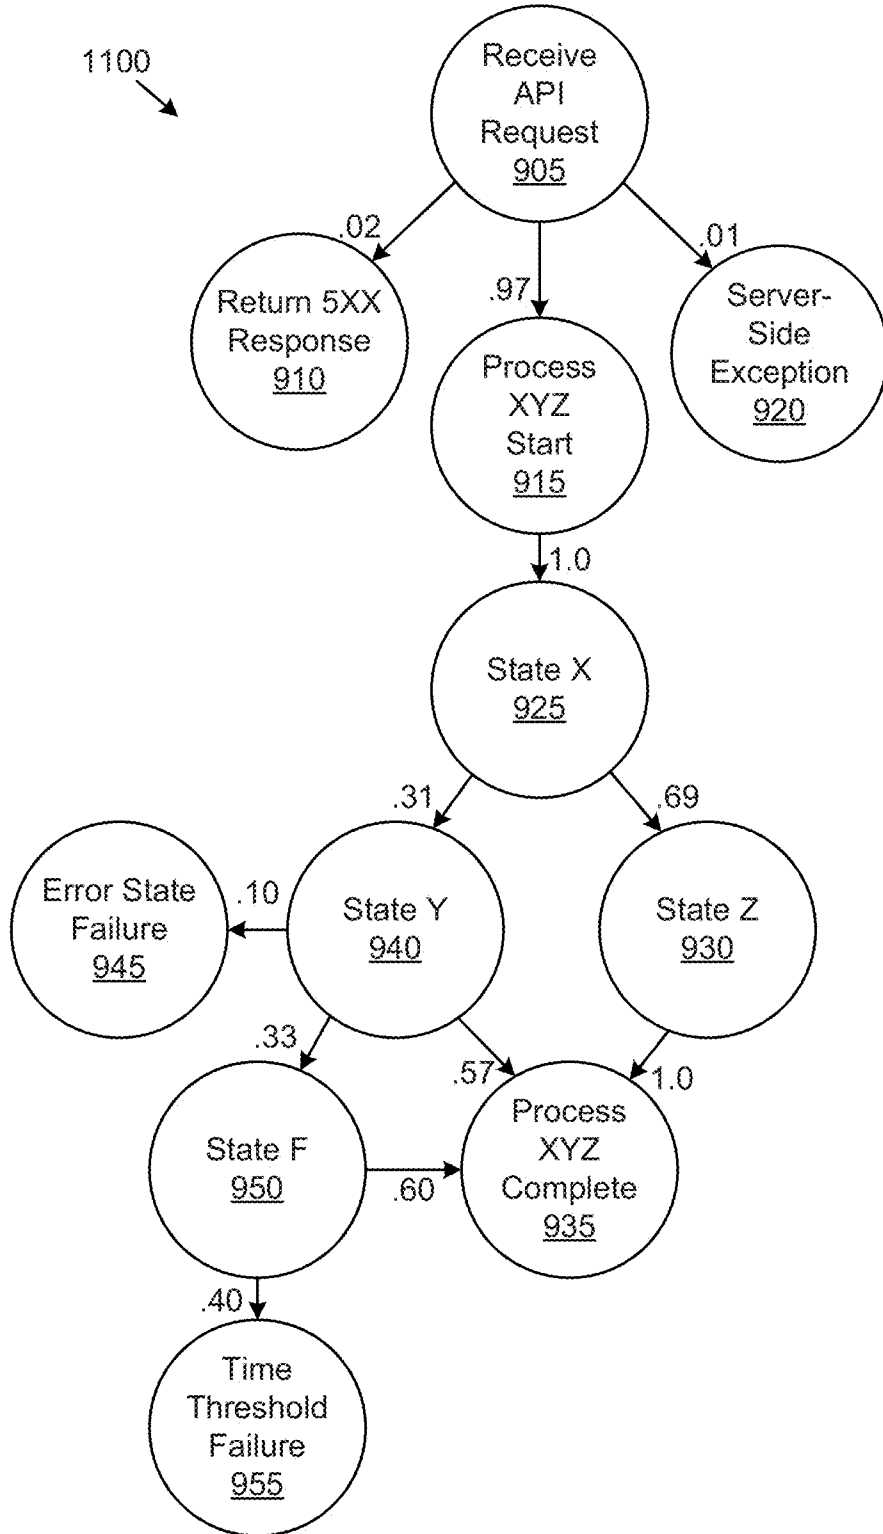 1100
Receive
API
Request
905
.02
.97
.01
Return 5XX
Response
910
Process
XYZ
Start
915
Server-
Side
Exception
920
1.0
State X
925
.31
.69
Error State
Failure
945
.10
State Y
940
State Z
930
.33
.57
1.0
State F
950
.60
Process
XYZ
Complete
935
.40
Time
Threshold
Failure
955